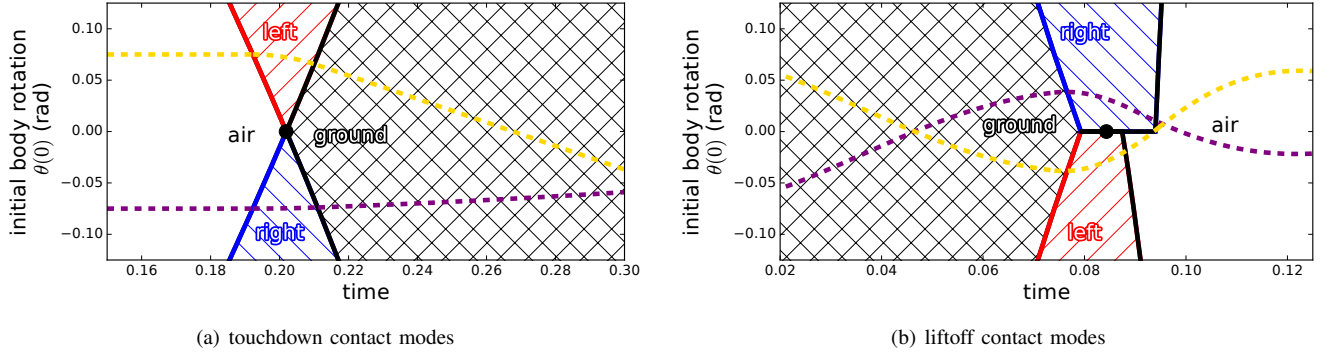 initial body rotation
θ(0) (rad)
0.10
0.05
0.00
−0.05
−0.10
left
air
ground
right
0.16 0.18 0.20 0.22 0.24 0.26 0.28 0.30
time
(a) touchdown contact modes
initial body rotation
θ(0) (rad)
0.10
0.05
0.00
−0.05
−0.10
right
ground
air
left
0.02 0.04 0.06 0.08 0.10 0.12
time
(b) liftoff contact modes